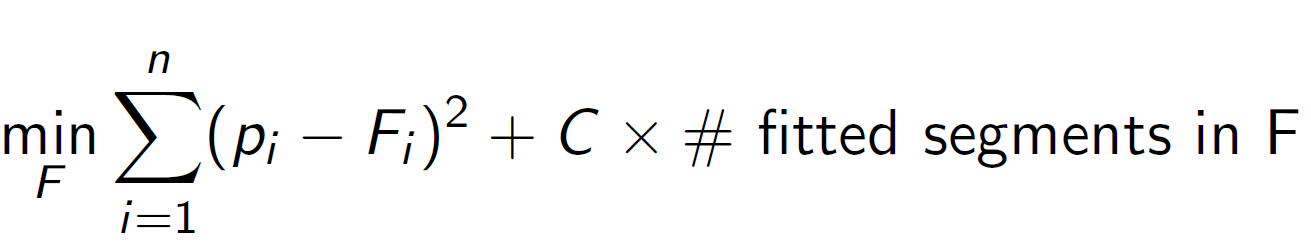 min_F ∑_{i=1}^{n} (p_i − F_i)^2 + C × # fitted segments in F